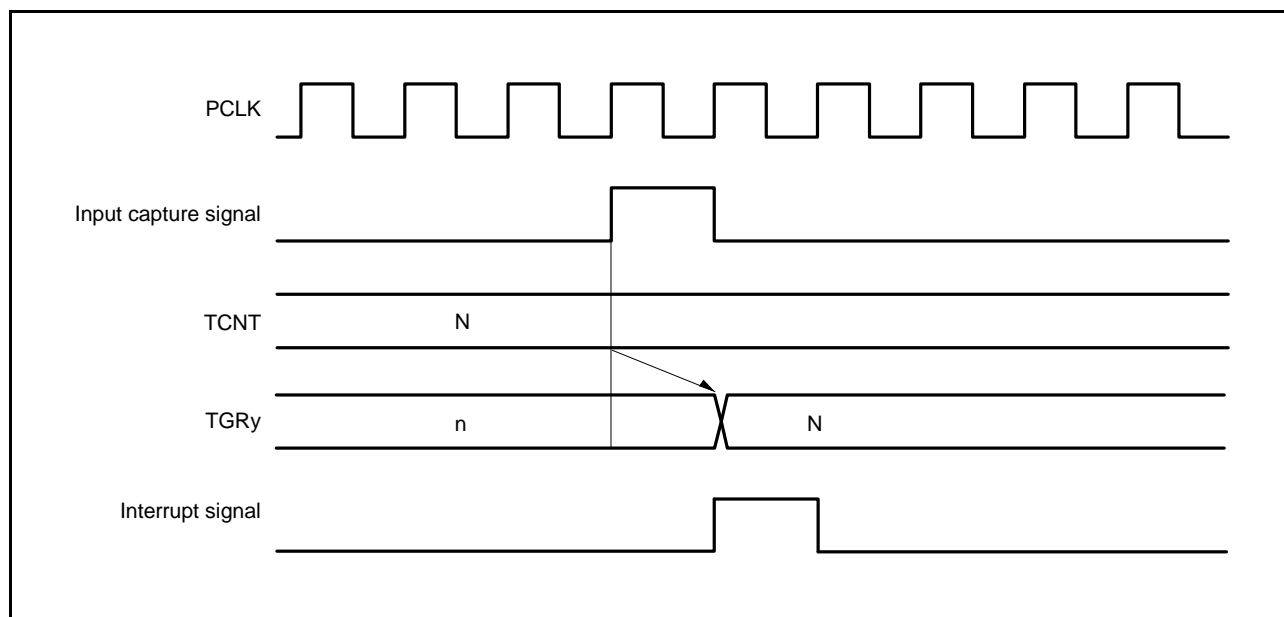 PCLK
Input capture signal
TCNT
N
TGRy
n
N
Interrupt signal